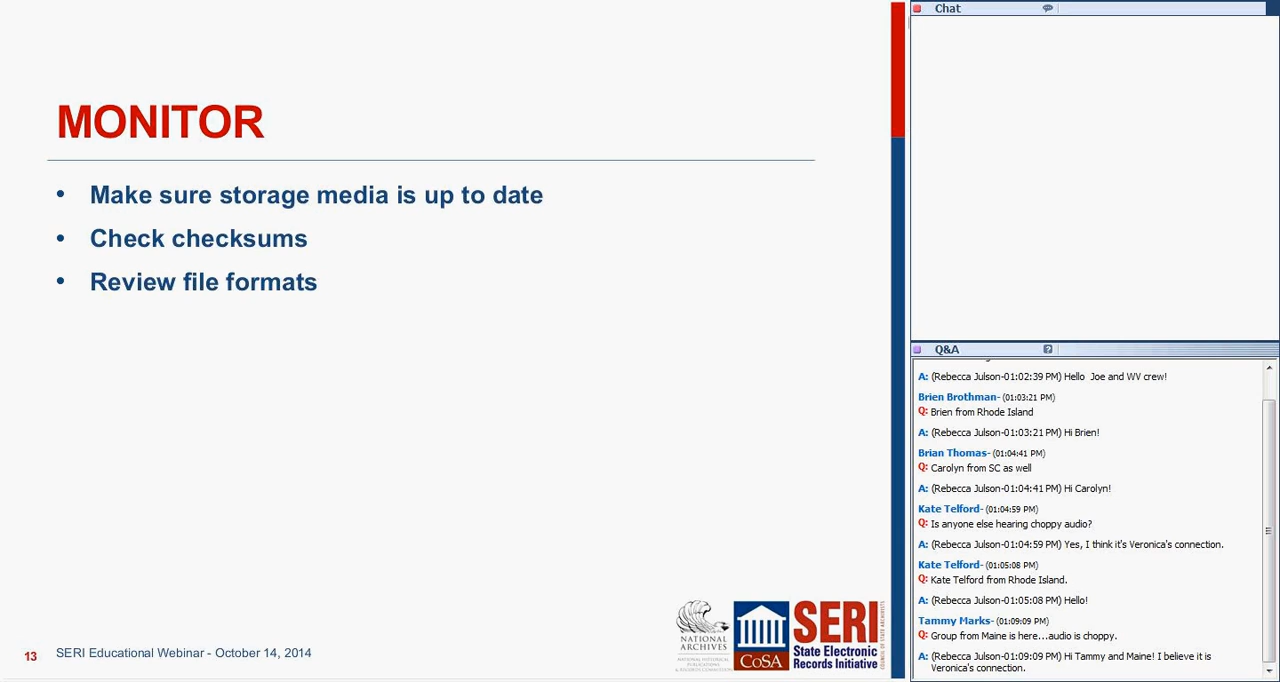 MONITOR
• Make sure storage media is up to date
• Check checksums
• Review file formats
13 SERI Educational Webinar - October 14, 2014
NATIONAL
ARCHIVES
CoSA
SERI
State Electronic
Records Initiative
COUNCIL OF STATE ARCHIVISTS
Chat
Q&A
A: (Rebecca Julson-01:02:39 PM) Hello  Joe and WV crew!
Brien Brothman- (01:03:21 PM)
Q: Brien from Rhode Island
A: (Rebecca Julson-01:03:21 PM) Hi Brien!
Brian Thomas- (01:04:41 PM)
Q: Carolyn from SC as well
A: (Rebecca Julson-01:04:41 PM) Hi Carolyn!
Kate Telford- (01:04:59 PM)
Q: Is anyone else hearing choppy audio?
A: (Rebecca Julson-01:04:59 PM) Yes, I think it's Veronica's connection.
Kate Telford- (01:05:08 PM)
Q: Kate Telford from Rhode Island.
A: (Rebecca Julson-01:05:08 PM) Hello!
Tammy Marks- (01:09:09 PM)
Q: Group from Maine is here...audio is choppy.
A: (Rebecca Julson-01:09:09 PM) Hi Tammy and Maine! I believe it is
Veronica's connection.